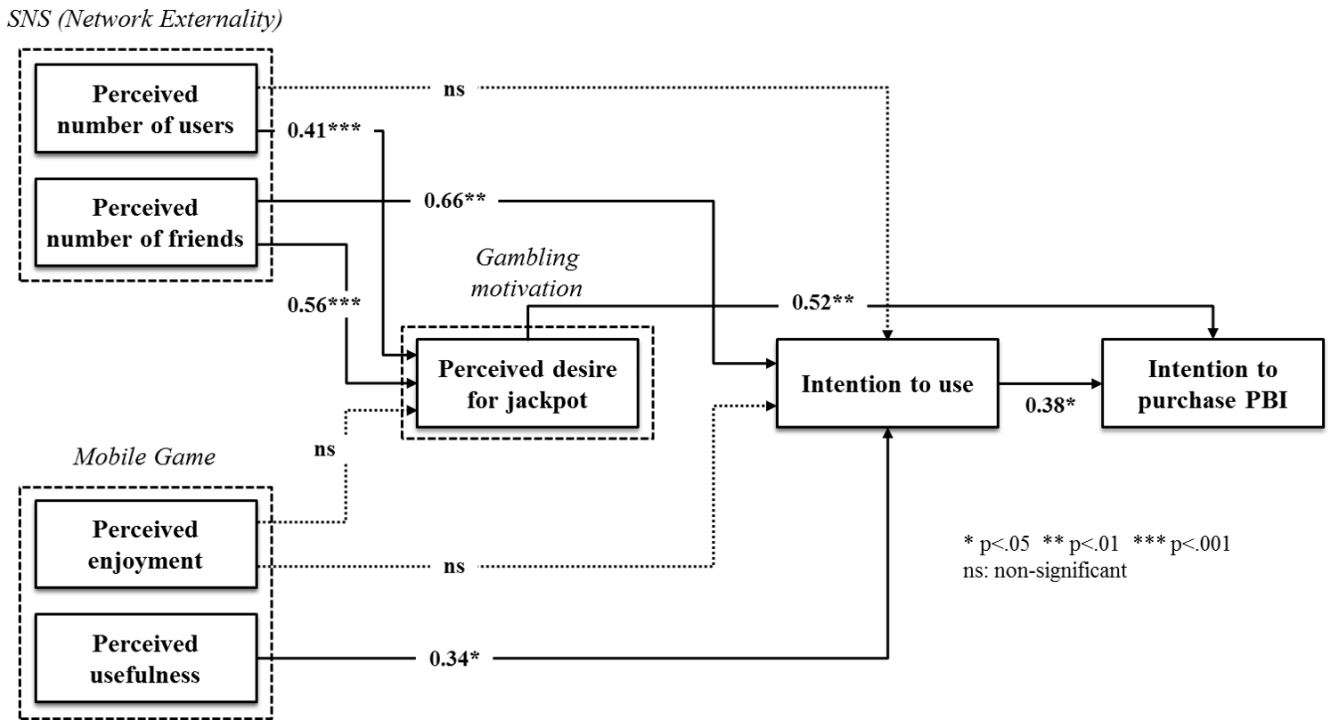 SNS (Network Externality)
Perceived
number of users
ns
0.41***
Perceived
number of friends
0.66**
0.56***
Gambling
motivation
0.52**
Perceived desire
for jackpot
Intention to use
0.38*
Intention to
purchase PBI
ns
Mobile Game
Perceived
enjoyment
ns
Perceived
usefulness
0.34*
* p<.05 ** p<.01 *** p<.001
ns: non-significant